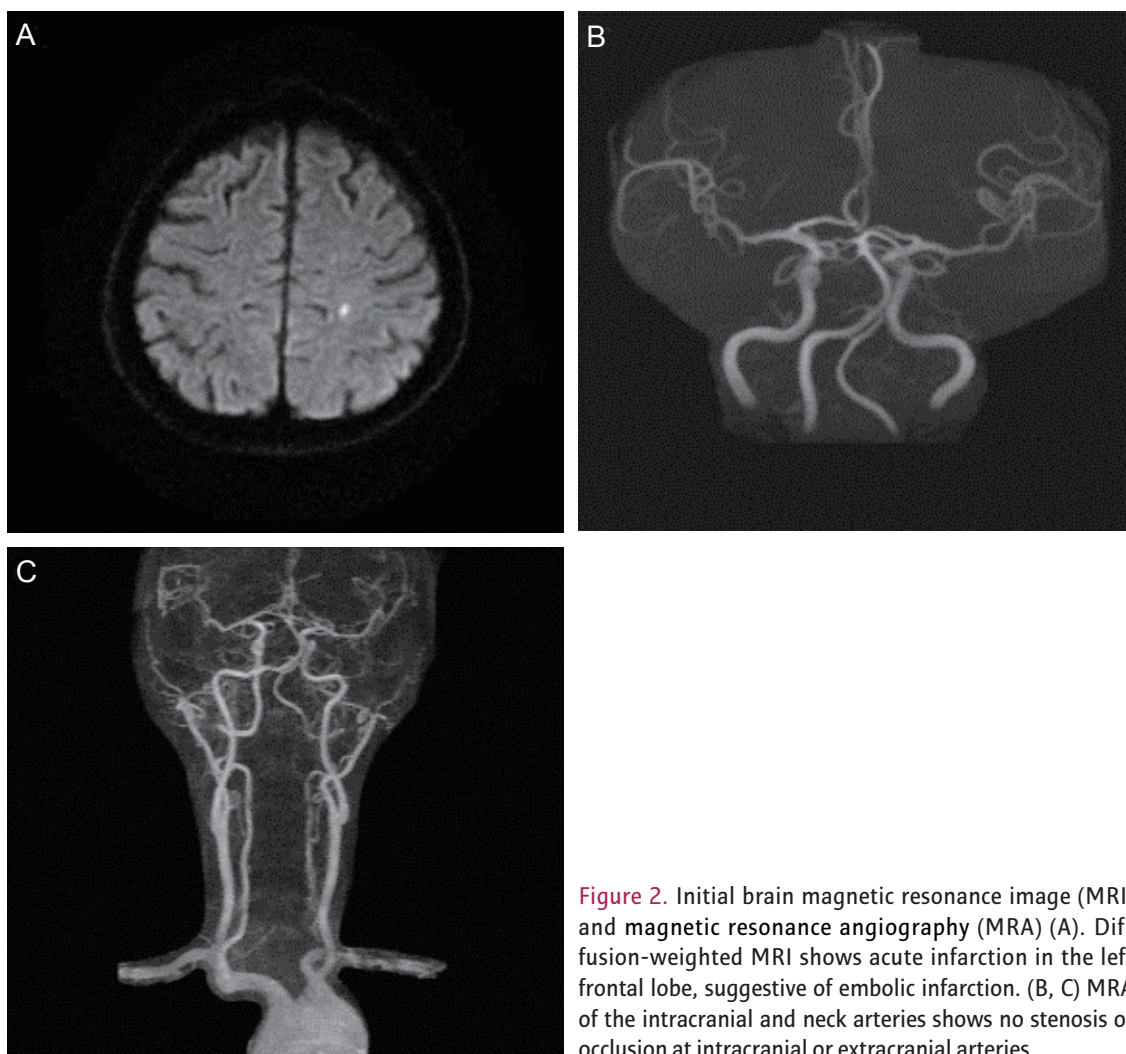 A
B
C
Figure 2. Initial brain magnetic resonance image (MRI
and magnetic resonance angiography (MRA) (A). Dif
fusion-weighted MRI shows acute infarction in the lef
frontal lobe, suggestive of embolic infarction. (B, C) MRA
of the intracranial and neck arteries shows no stenosis o
occlusion at intracranial or extracranial arteries